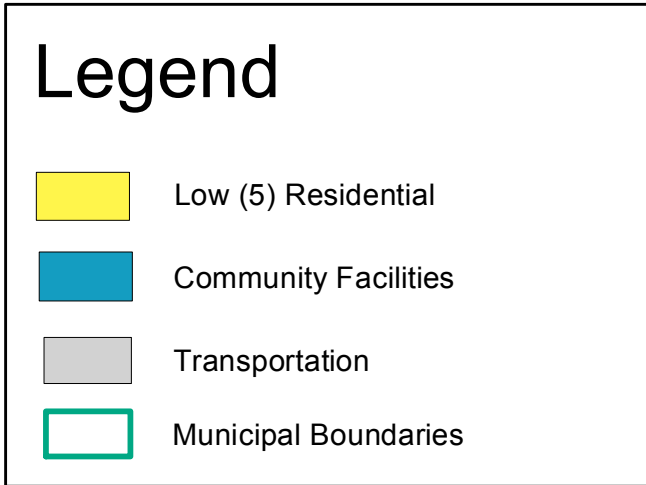 Legend
Low (5) Residential
Community Facilities
Transportation
Municipal Boundaries